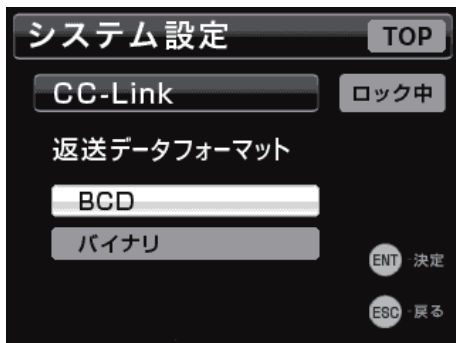 システム設定
TOP
CC-Link
ロック中
返送データフォーマット
BCD
バイナリ
ENT - 決定
ESC - 戻る